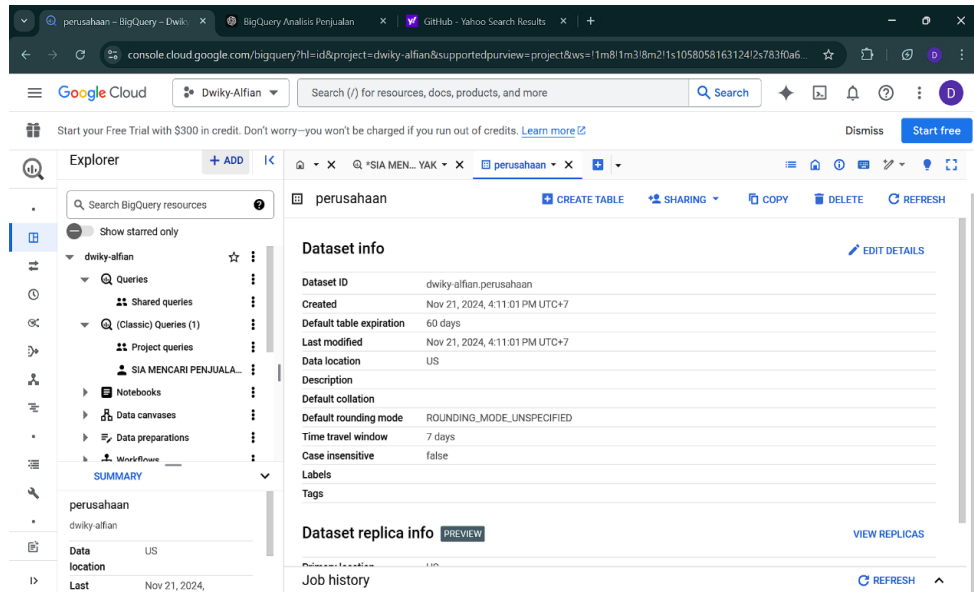 perusahaan – BigQuery – Dwiky
BigQuery Analisis Penjualan
GitHub - Yahoo Search Results
console.cloud.google.com/bigquery?hl=id&project=dwiky-alfian&supportedpurview=project&ws=!1m8!1m3!8m2!1s1058058163124!2s783f0a6...
D
Google Cloud
Dwiky-Alfian
Search (/) for resources, docs, products, and more
Search
D
Start your Free Trial with $300 in credit. Don't worry—you won't be charged if you run out of credits. Learn more
Dismiss
Start free
Explorer
+ ADD
*SIA MEN... YAK
perusahaan
Search BigQuery resources
Show starred only
dwiky-alfian
Queries
Shared queries
(Classic) Queries (1)
Project queries
SIA MENCARI PENJUALA...
Notebooks
Data canvases
Data preparations
Workflows
SUMMARY
perusahaan
dwiky-alfian
Data location US
Last Nov 21, 2024,
perusahaan
CREATE TABLE
SHARING
COPY
DELETE
REFRESH
Dataset info
EDIT DETAILS
Dataset ID dwiky-alfian.perusahaan
Created Nov 21, 2024, 4:11:01 PM UTC+7
Default table expiration 60 days
Last modified Nov 21, 2024, 4:11:01 PM UTC+7
Data location US
Description
Default collation
Default rounding mode ROUNDING_MODE_UNSPECIFIED
Time travel window 7 days
Case insensitive false
Labels
Tags
Dataset replica info PREVIEW
VIEW REPLICAS
Primary location US
Job history
REFRESH